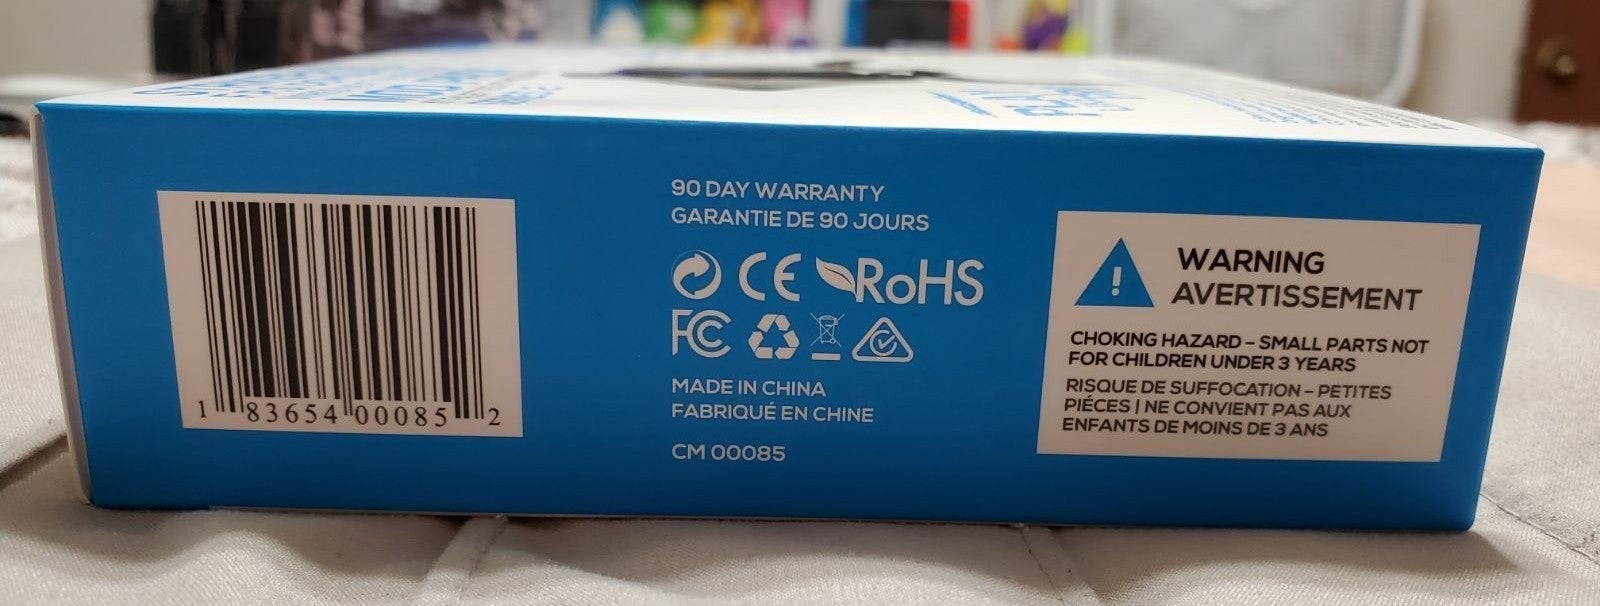 1 83654 00085 2
90 DAY WARRANTY
GARANTIE DE 90 JOURS
CE RoHS
FC
MADE IN CHINA
FABRIQUÉ EN CHINE
CM 00085
WARNING
AVERTISSEMENT
CHOKING HAZARD – SMALL PARTS NOT
FOR CHILDREN UNDER 3 YEARS
RISQUE DE SUFFOCATION – PETITES
PIÉCES | NE CONVIENT PAS AUX
ENFANTS DE MOINS DE 3 ANS